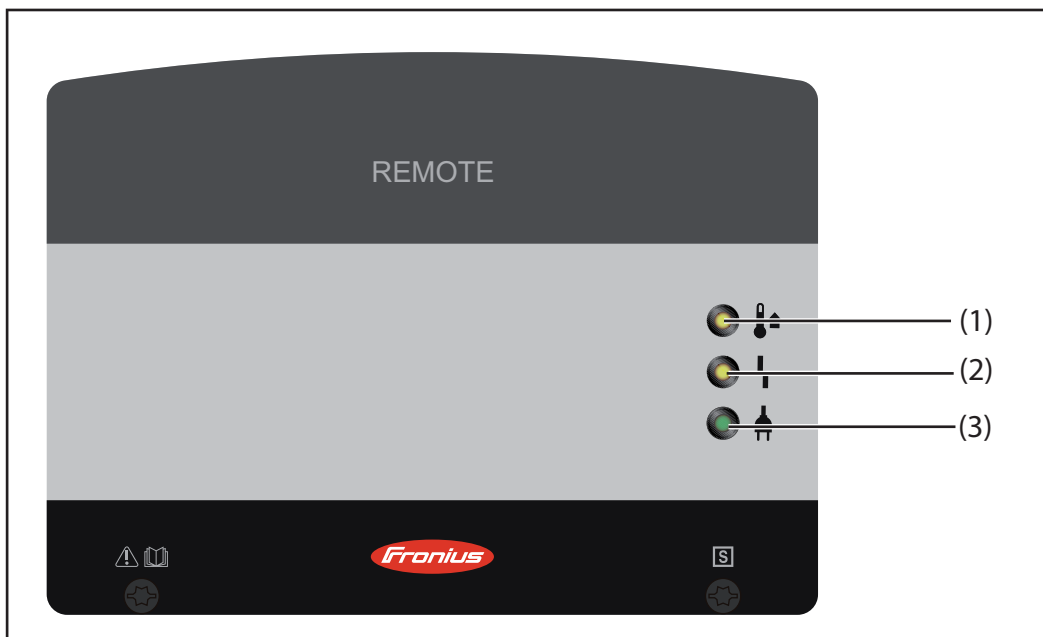 REMOTE
(1)
(2)
(3)
Fronius
S